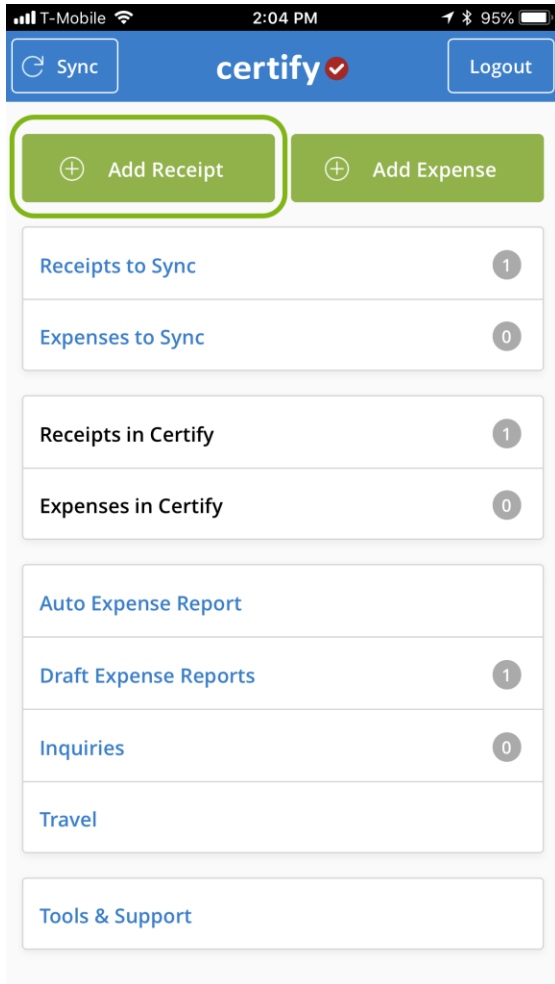 T-Mobile 2:04 PM 95%
Sync certify Logout
Add Receipt Add Expense
Receipts to Sync 1
Expenses to Sync 0
Receipts in Certify 1
Expenses in Certify 0
Auto Expense Report
Draft Expense Reports 1
Inquiries 0
Travel
Tools & Support